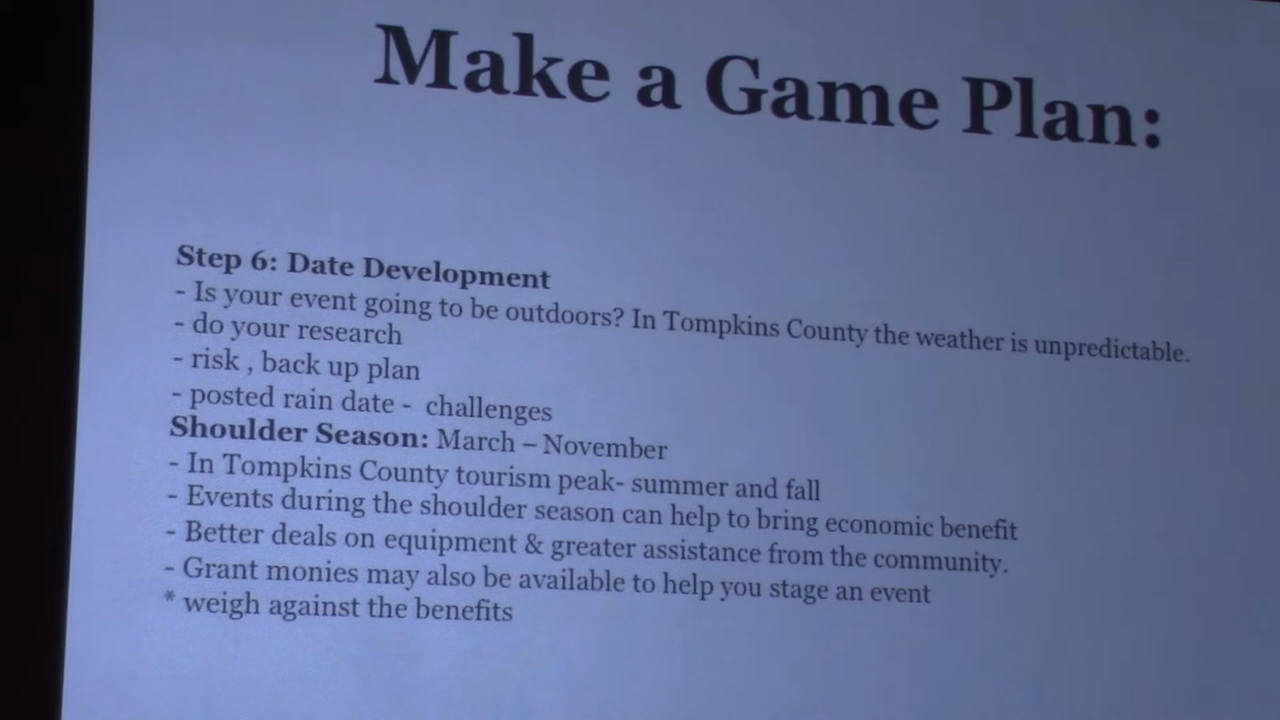 Make a Game Plan:
Step 6: Date Development
- Is your event going to be outdoors? In Tompkins County the weather is unpredictable.
- do your research
- risk , back up plan
- posted rain date - challenges
Shoulder Season: March – November
- In Tompkins County tourism peak- summer and fall
- Events during the shoulder season can help to bring economic benefit
- Better deals on equipment & greater assistance from the community.
- Grant monies may also be available to help you stage an event
* weigh against the benefits